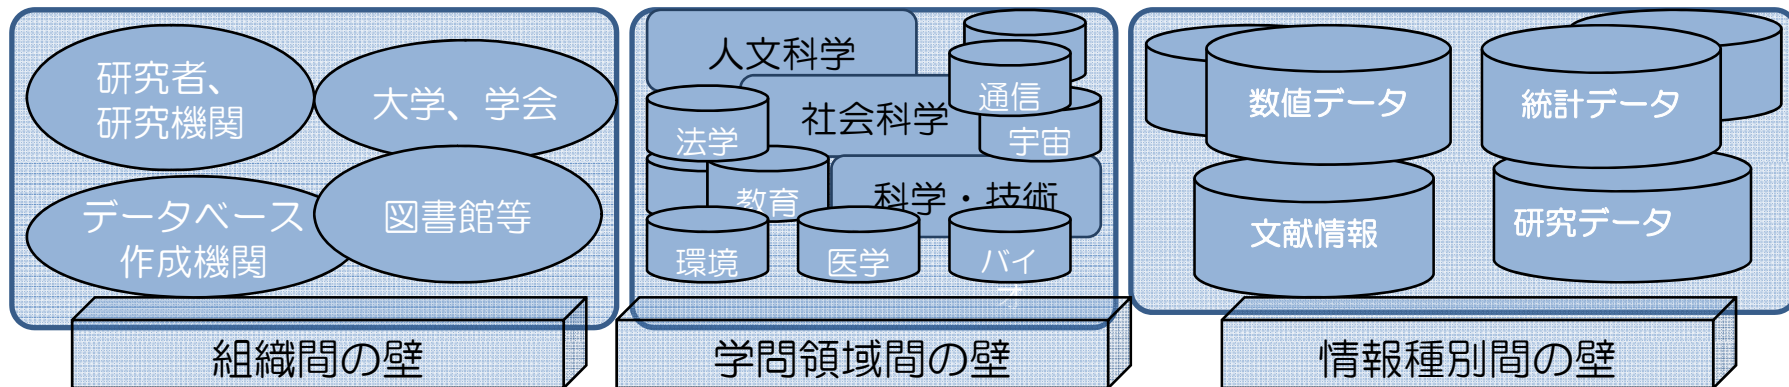 研究者、
研究機関
大学、学会
データベース
作成機関
図書館等
組織間の壁
人文科学
社会科学
科学・技術
通信
宇宙
法学
教育
環境
医学
バイ
オ
学問領域間の壁
数値データ
統計データ
文献情報
研究データ
情報種別間の壁